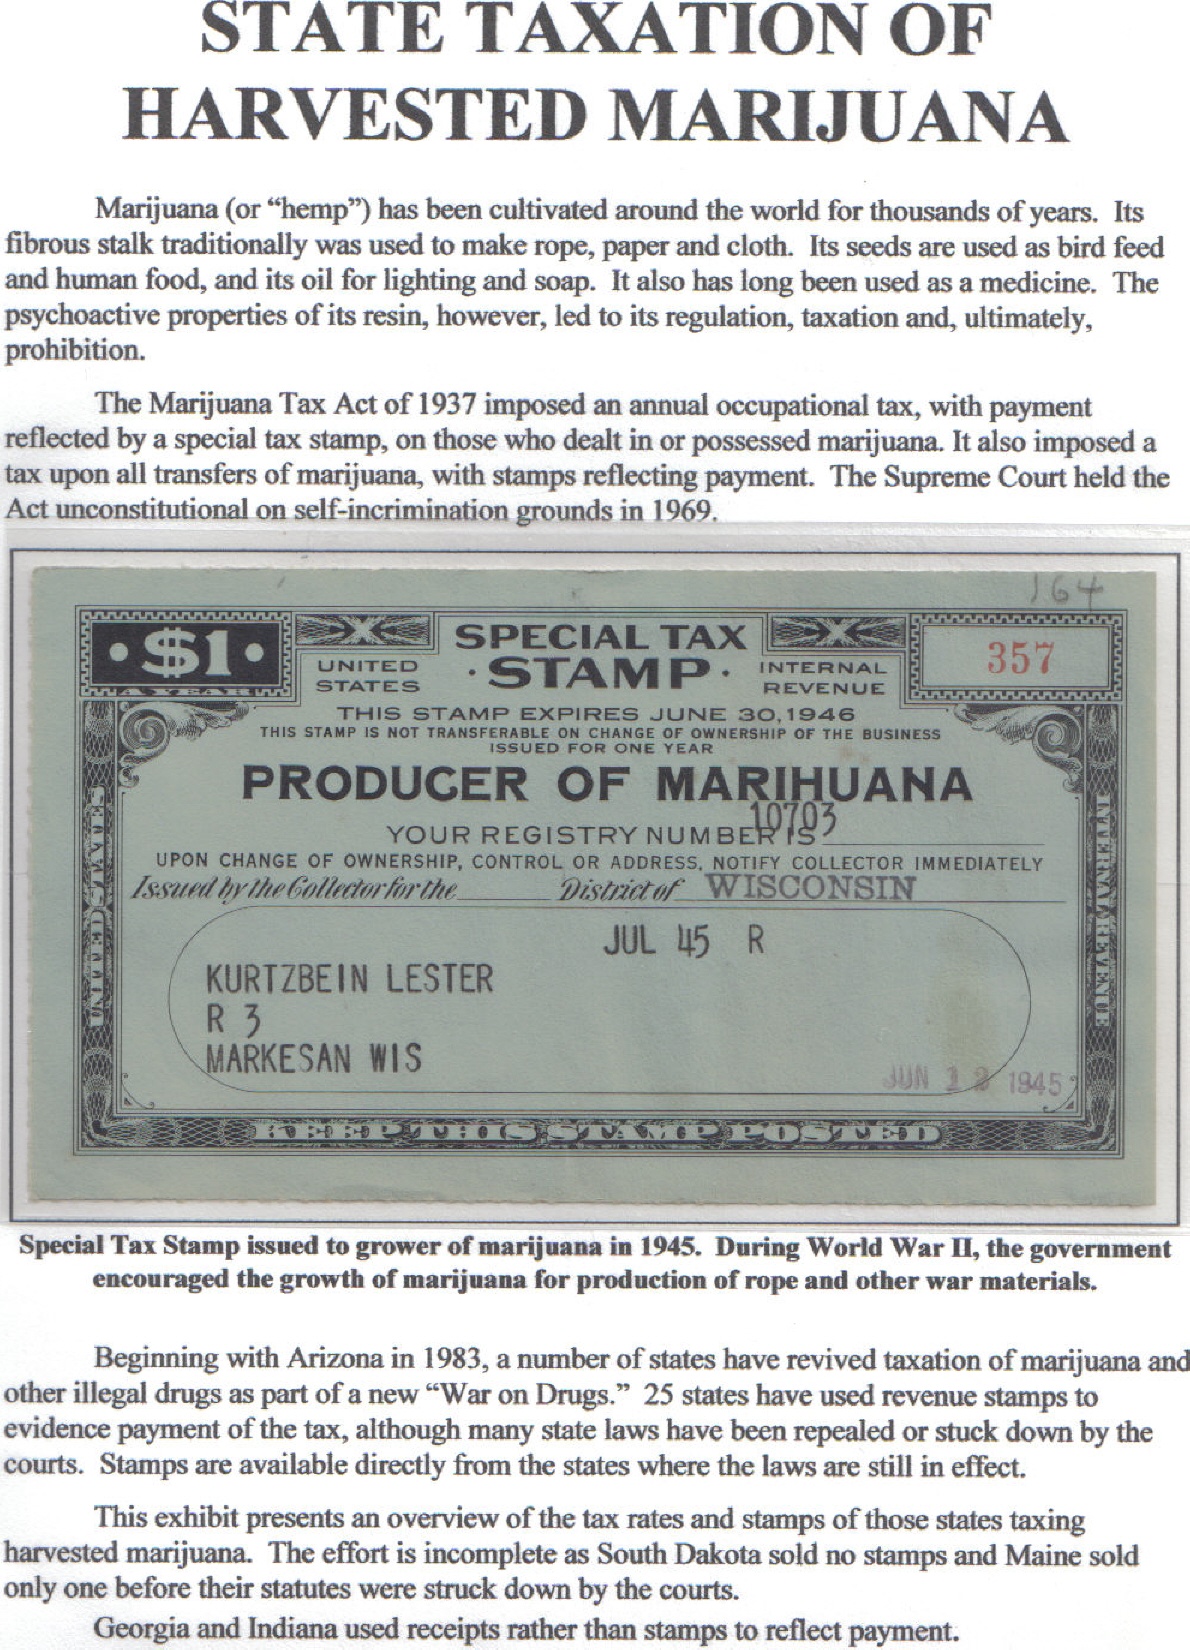 STATE TAXATION OF
HARVESTED MARIJUANA
Marijuana (or “hemp”) has been cultivated around the world for thousands of years. Its
fibrous stalk traditionally was used to make rope, paper and cloth. Its seeds are used as bird feed
and human food, and its oil for lighting and soap. It also has long been used as a medicine. The
psychoactive properties of its resin, however, led to its regulation, taxation and, ultimately,
prohibition.
The Marijuana Tax Act of 1937 imposed an annual occupational tax, with payment
reflected by a special tax stamp, on those who dealt in or possessed marijuana. It also imposed a
tax upon all transfers of marijuana, with stamps reflecting payment. The Supreme Court held the
Act unconstitutional on self-incrimination grounds in 1969.
164
·$1·
A YEAR
UNITED
STATES
SPECIAL TAX
·STAMP·
INTERNAL
REVENUE
357
THIS STAMP EXPIRES JUNE 30, 1946
THIS STAMP IS NOT TRANSFERABLE ON CHANGE OF OWNERSHIP OF THE BUSINESS
ISSUED FOR ONE YEAR
PRODUCER OF MARIHUANA
YOUR REGISTRY NUMBER IS 10703
UPON CHANGE OF OWNERSHIP, CONTROL OR ADDRESS, NOTIFY COLLECTOR IMMEDIATELY
Issued by the Collector for the District of WISCONSIN
JUL 45 R
KURTZBEIN LESTER
R 3
MARKESAN WIS
JUN 1945
INTERNAL REVENUE
KEEP THIS STAMP POSTED
Special Tax Stamp issued to grower of marijuana in 1945. During World War II, the government
encouraged the growth of marijuana for production of rope and other war materials.
Beginning with Arizona in 1983, a number of states have revived taxation of marijuana and
other illegal drugs as part of a new “War on Drugs.” 25 states have used revenue stamps to
evidence payment of the tax, although many state laws have been repealed or stuck down by the
courts. Stamps are available directly from the states where the laws are still in effect.
This exhibit presents an overview of the tax rates and stamps of those states taxing
harvested marijuana. The effort is incomplete as South Dakota sold no stamps and Maine sold
only one before their statutes were struck down by the courts.
Georgia and Indiana used receipts rather than stamps to reflect payment.